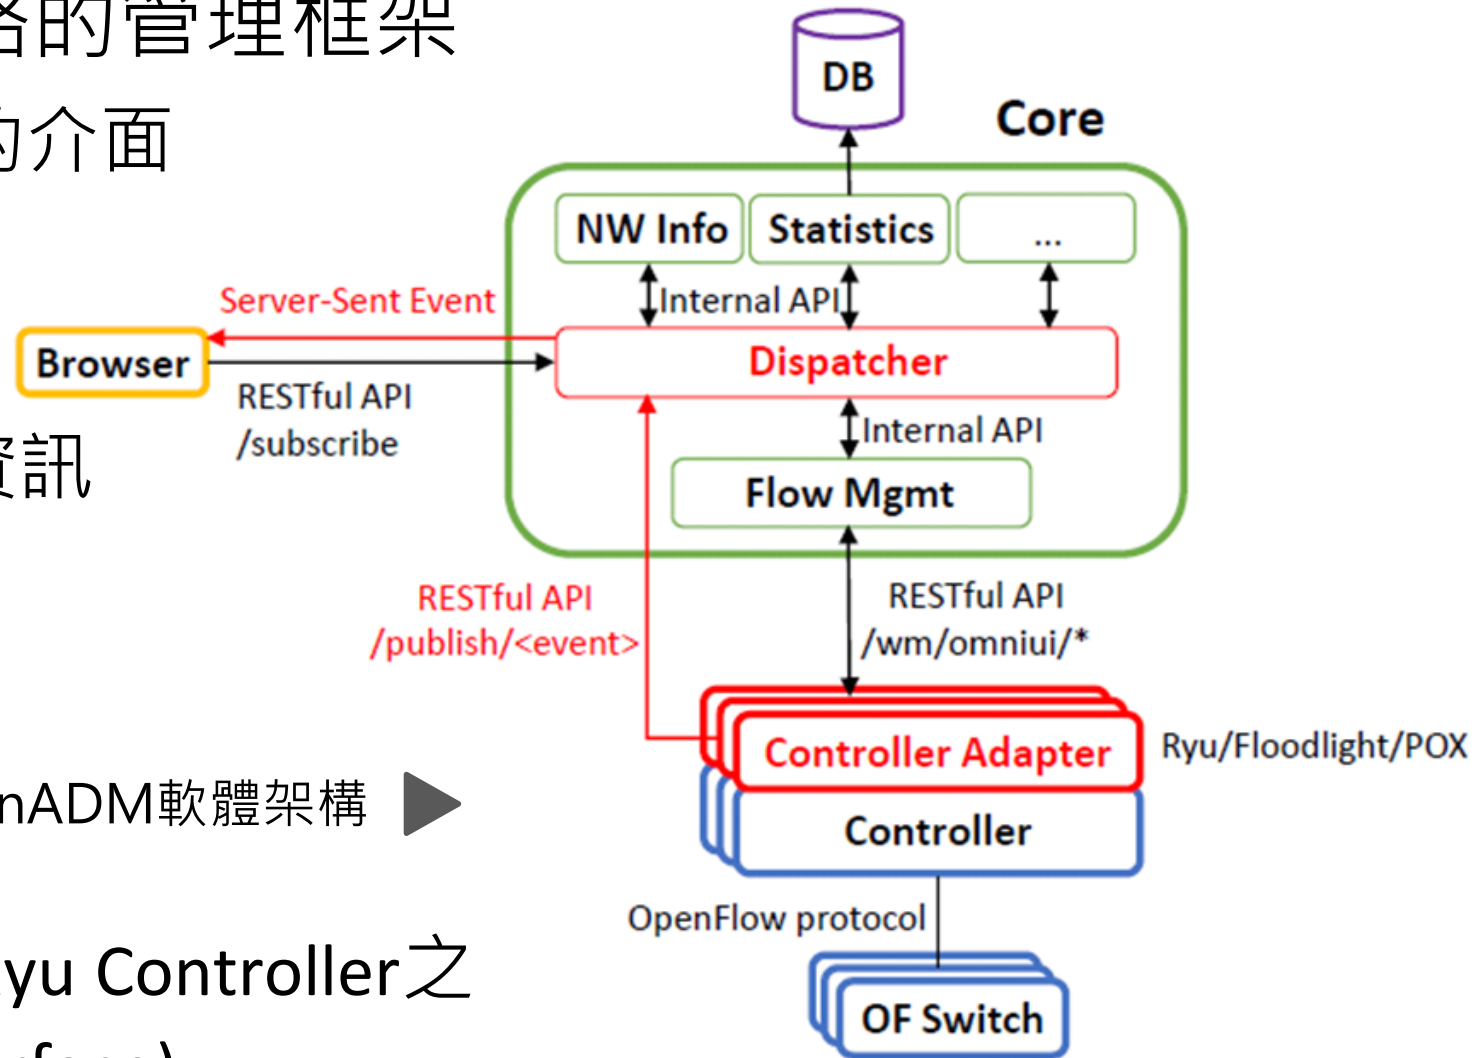 的管理框架
介面
訊
nADM軟體架構
yu Controller之
DB
Core
NW Info
Statistics
...
Internal API
Server-Sent Event
Browser
Dispatcher
RESTful API
/subscribe
Internal API
Flow Mgmt
RESTful API
/publish/<event>
RESTful API
/wm/omniui/*
Controller Adapter
Ryu/Floodlight/POX
Controller
OpenFlow protocol
OF Switch